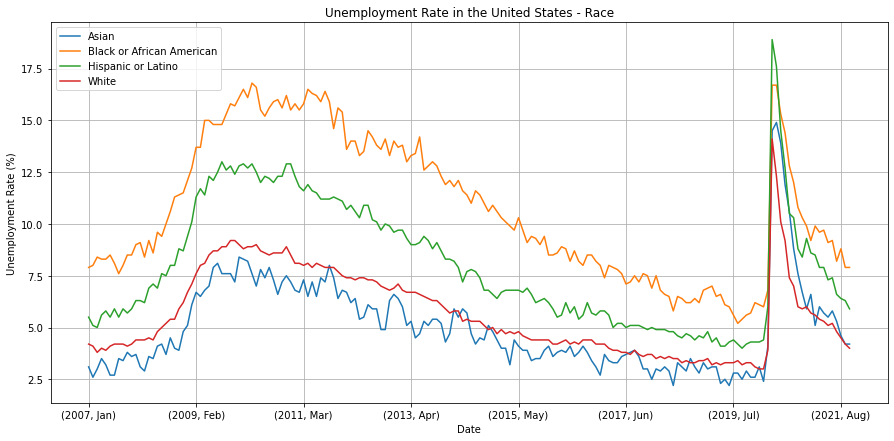 Unemployment Rate in the United States - Race
Asian
Black or African American
Hispanic or Latino
White
Unemployment Rate (%)
17.5
15.0
12.5
10.0
7.5
5.0
2.5
(2007, Jan)
(2009, Feb)
(2011, Mar)
(2013, Apr)
(2015, May)
(2017, Jun)
(2019, Jul)
(2021, Aug)
Date